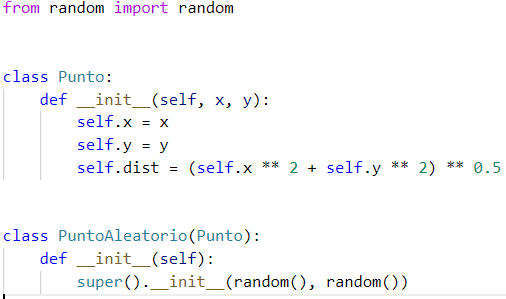 from random import random
class Punto:
def __init__(self, x, y):
self.x = x
self.y = y
self.dist = (self.x ** 2 + self.y ** 2) ** 0.5
class PuntoAleatorio(Punto):
def __init__(self):
super().__init__(random(), random())